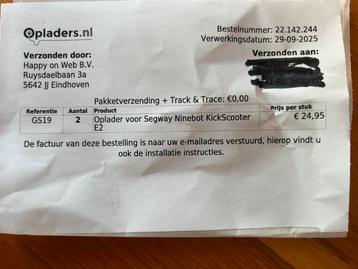 Opladers.nl
Bestelnummer: 22.142.244
Verwerkingsdatum: 29-09-2025
Verzonden door:
Happy on Web B.V.
Ruysdaelbaan 3a
5642 JJ Eindhoven
Verzonden aan:
Pakketverzending + Track & Trace: €0,00
Referentie Aantal Product Prijs per stuk
GS19 2 Oplader voor Segway Ninebot KickScooter € 24,95
E2
De factuur van deze bestelling is naar uw e-mailadres verstuurd, hierop vindt u
ook de installatie instructies.